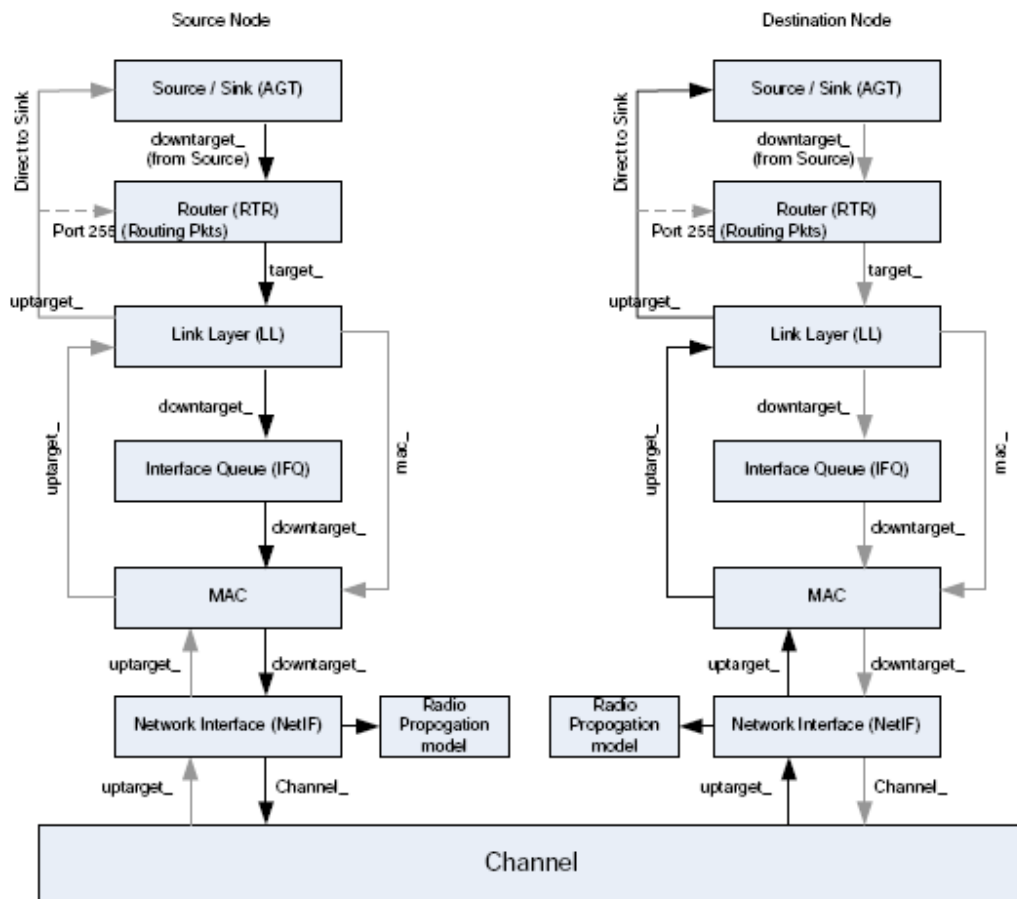 Source Node
Destination Node
Source / Sink (AGT)
Source / Sink (AGT)
Direct to Sink
downtarget_
(from Source)
Direct to Sink
downtarget_
(from Source)
Router (RTR)
Port 255 (Routing Pkts)
Router (RTR)
Port 255 (Routing Pkts)
target_
target_
uptarget_
uptarget_
Link Layer (LL)
Link Layer (LL)
downtarget_
downtarget_
uptarget_
mac_
uptarget_
mac_
Interface Queue (IFQ)
Interface Queue (IFQ)
downtarget_
downtarget_
MAC
MAC
uptarget_
downtarget_
uptarget_
downtarget_
Network Interface (NetIF)
Radio
Propogation
model
Radio
Propogation
model
Network Interface (NetIF)
uptarget_
Channel_
uptarget_
Channel_
Channel